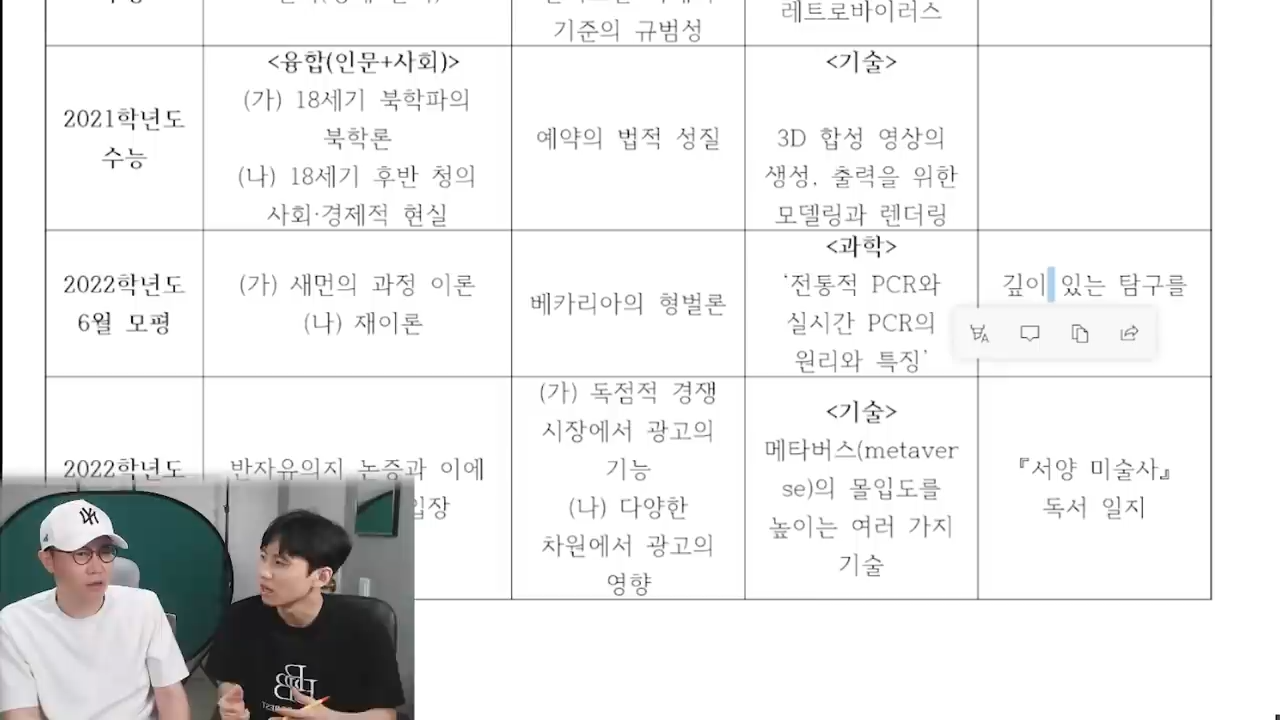 기준의 규범성
레트로바이러스
2021학년도
수능
<융합(인문+사회)>
(가) 18세기 북학파의
북학론
(나) 18세기 후반 청의
사회·경제적 현실
예약의 법적 성질
<기술>
3D 합성 영상의
생성, 출력을 위한
모델링과 렌더링
2022학년도
6월 모평
(가) 새먼의 과정 이론
(나) 재이론
베카리아의 형벌론
<과학>
‘전통적 PCR와
실시간 PCR의
원리와 특징’
깊이 있는 탐구를
2022학년도
반자유의지 논증과 이에
입장
(가) 독점적 경쟁
시장에서 광고의
기능
(나) 다양한
차원에서 광고의
영향
<기술>
메타버스(metaver
se)의 몰입도를
높이는 여러 가지
기술
『서양 미술사』
독서 일지